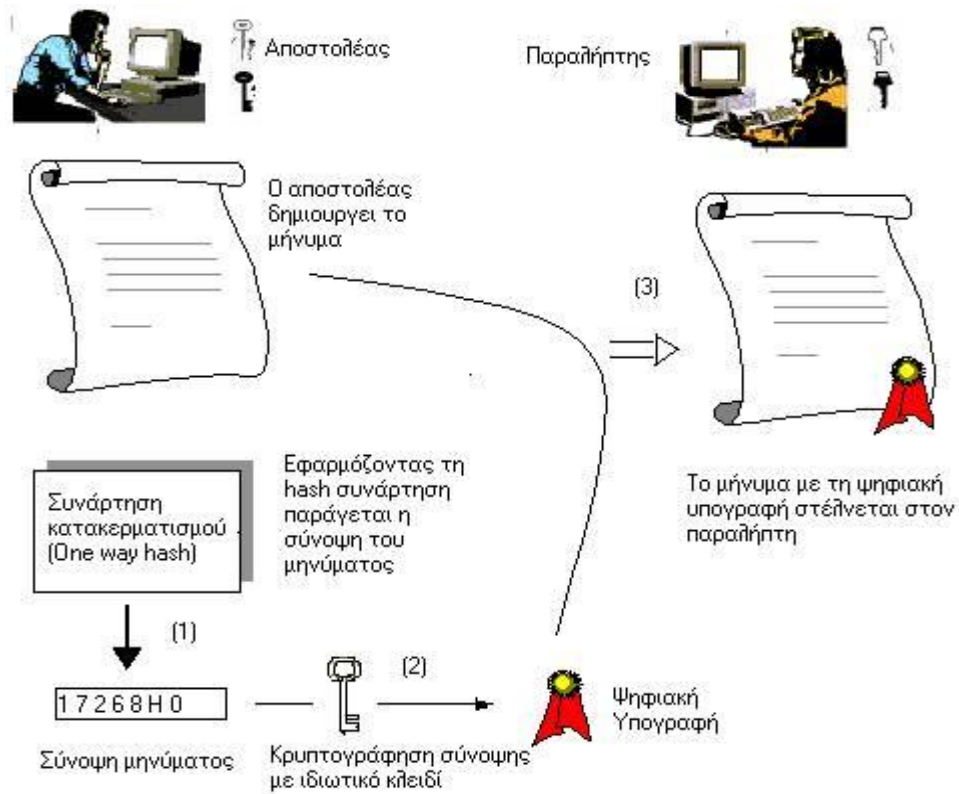 Αποστολέας
Παραλήπτης
Ο αποστολέας
δημιουργει το
μήνυμα
(3)
Συνάρτηση
κατακερματισμού
(One way hash)
Εφαρμόζοντας τη
hash συνάρτηση
παράγεται η
σύνοψη του
μηνύματος
Το μήνυμα με τη ψηφιακή
υπογραφή στέλνεται στον
παραλήπτη
(1)
(2)
17268H0
Ψηφιακή
Υπογραφή
Σύνοψη μηνύματος
Κρυπτογράφηση σύνοψης
με ιδιωτικό κλειδί